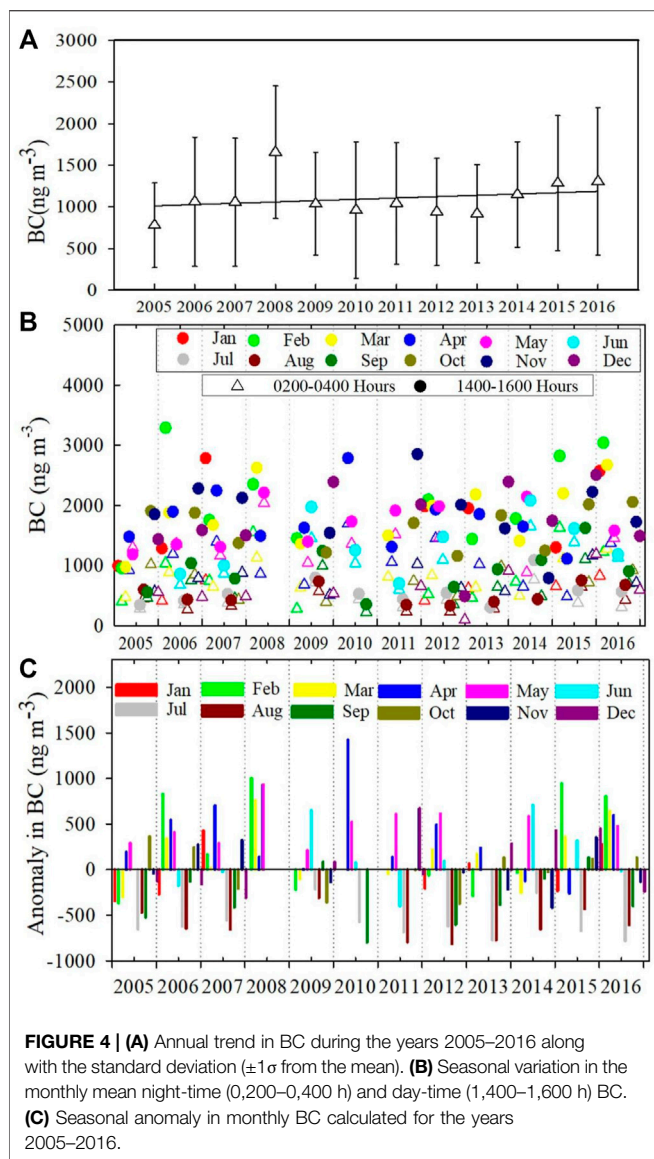 A
3000
2500
2000
1500
1000
500
0
BC(ng m-3)
2005 2006 2007 2008 2009 2010 2011 2012 2013 2014 2015 2016
B
5000
4000
3000
2000
1000
0
BC (ng m-3)
Jan Feb Mar Apr May Jun
Jul Aug Sep Oct Nov Dec
0200-0400 Hours 1400-1600 Hours
2005 2006 2007 2008 2009 2010 2011 2012 2013 2014 2015 2016
C
2000
1500
1000
500
0
-500
-1000
Anomaly in BC (ng m-3)
Jan Feb Mar Apr May Jun
Jul Aug Sep Oct Nov Dec
2005 2006 2007 2008 2009 2010 2011 2012 2013 2014 2015 2016
FIGURE 4 | (A) Annual trend in BC during the years 2005–2016 along
with the standard deviation (±1σ from the mean). (B) Seasonal variation in the
monthly mean night-time (0,200–0,400 h) and day-time (1,400–1,600 h) BC.
(C) Seasonal anomaly in monthly BC calculated for the years
2005–2016.